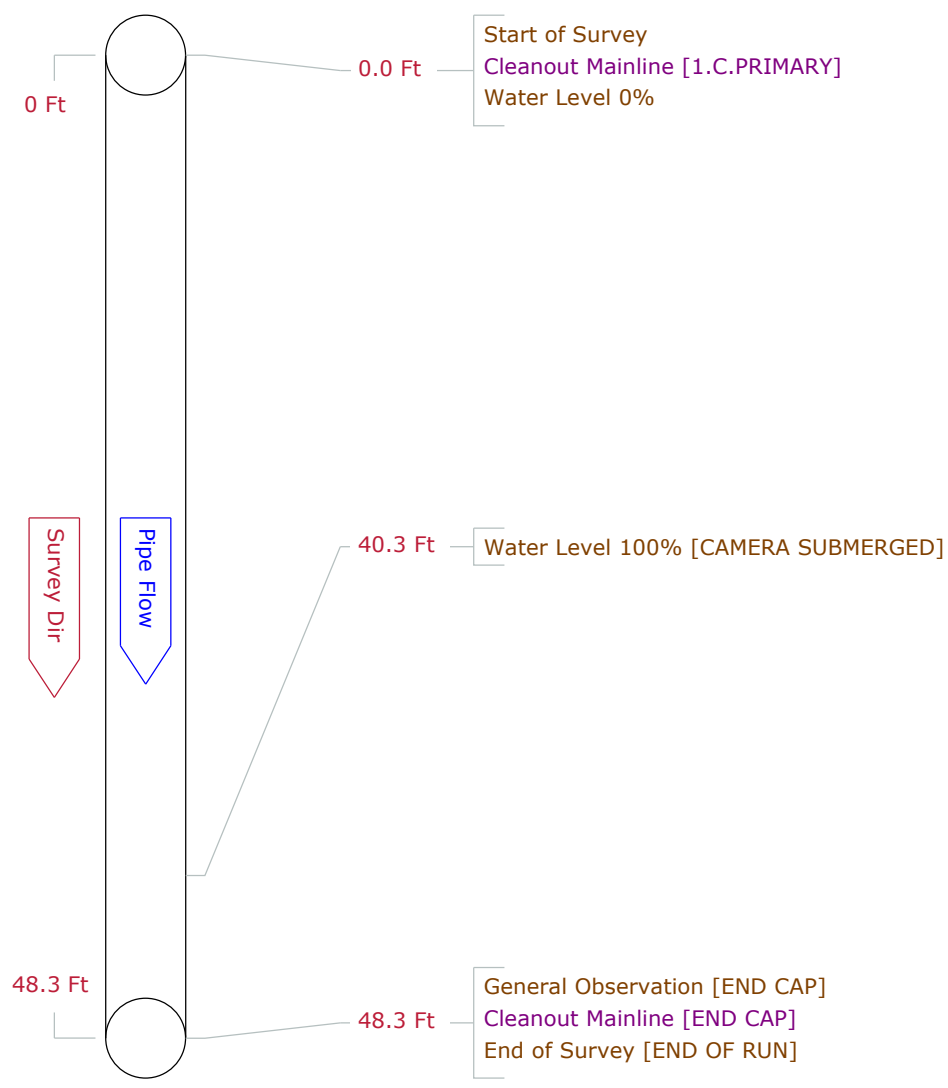 Start of Survey
0.0 Ft
Cleanout Mainline [1.C.PRIMARY]
Water Level 0%
0 Ft
Survey Dir
Pipe Flow
40.3 Ft
Water Level 100% [CAMERA SUBMERGED]
48.3 Ft
General Observation [END CAP]
48.3 Ft
Cleanout Mainline [END CAP]
End of Survey [END OF RUN]